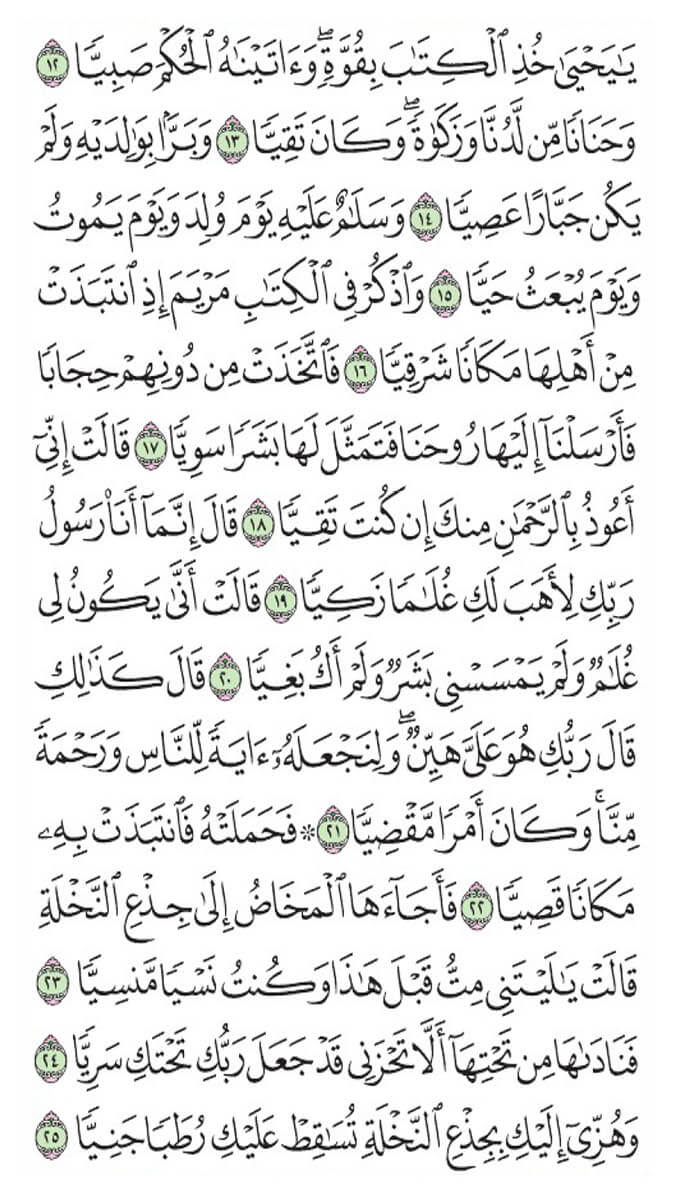 يَٰيَحْيَىٰ خُذِ ٱلْكِتَٰبَ بِقُوَّةٍۖ وَءَاتَيْنَٰهُ ٱلْحُكْمَ صَبِيًّا ١٢
وَحَنَانًا مِّن لَّدُنَّا وَزَكَوٰةًۖ وَكَانَ تَقِيًّا ١٣ وَبَرًّۢا بِوَٰلِدَيْهِ وَلَمْ
يَكُن جَبَّارًا عَصِيًّا ١٤ وَسَلَٰمٌ عَلَيْهِ يَوْمَ وُلِدَ وَيَوْمَ يَمُوتُ
وَيَوْمَ يُبْعَثُ حَيًّا ١٥ وَٱذْكُرْ فِى ٱلْكِتَٰبِ مَرْيَمَ إِذِ ٱنتَبَذَتْ
مِنْ أَهْلِهَا مَكَانًا شَرْقِيًّا ١٦ فَٱتَّخَذَتْ مِن دُونِهِمْ حِجَابًا
فَأَرْسَلْنَآ إِلَيْهَا رُوحَنَا فَتَمَثَّلَ لَهَا بَشَرًا سَوِيًّا ١٧ قَالَتْ إِنِّىٓ
أَعُوذُ بِٱلرَّحْمَٰنِ مِنكَ إِن كُنتَ تَقِيًّا ١٨ قَالَ إِنَّمَآ أَنَا۠ رَسُولُ
رَبِّكِ لِأَهَبَ لَكِ غُلَٰمًا زَكِيًّا ١٩ قَالَتْ أَنَّىٰ يَكُونُ لِى
غُلَٰمٌ وَلَمْ يَمْسَسْنِى بَشَرٌ وَلَمْ أَكُ بَغِيًّا ٢٠ قَالَ كَذَٰلِكِ
قَالَ رَبُّكِ هُوَ عَلَىَّ هَيِّنٌۖ وَلِنَجْعَلَهُۥٓ ءَايَةً لِّلنَّاسِ وَرَحْمَةً
مِّنَّاۚ وَكَانَ أَمْرًا مَّقْضِيًّا ٢١ ۞ فَحَمَلَتْهُ فَٱنتَبَذَتْ بِهِۦ
مَكَانًا قَصِيًّا ٢٢ فَأَجَآءَهَا ٱلْمَخَاضُ إِلَىٰ جِذْعِ ٱلنَّخْلَةِ
قَالَتْ يَٰلَيْتَنِى مِتُّ قَبْلَ هَٰذَا وَكُنتُ نَسْيًا مَّنسِيًّا ٢٣
فَنَادَىٰهَا مِن تَحْتِهَآ أَلَّا تَحْزَنِى قَدْ جَعَلَ رَبُّكِ تَحْتَكِ سَرِيًّا ٢٤
وَهُزِّىٓ إِلَيْكِ بِجِذْعِ ٱلنَّخْلَةِ تُسَٰقِطْ عَلَيْكِ رُطَبًا جَنِيًّا ٢٥